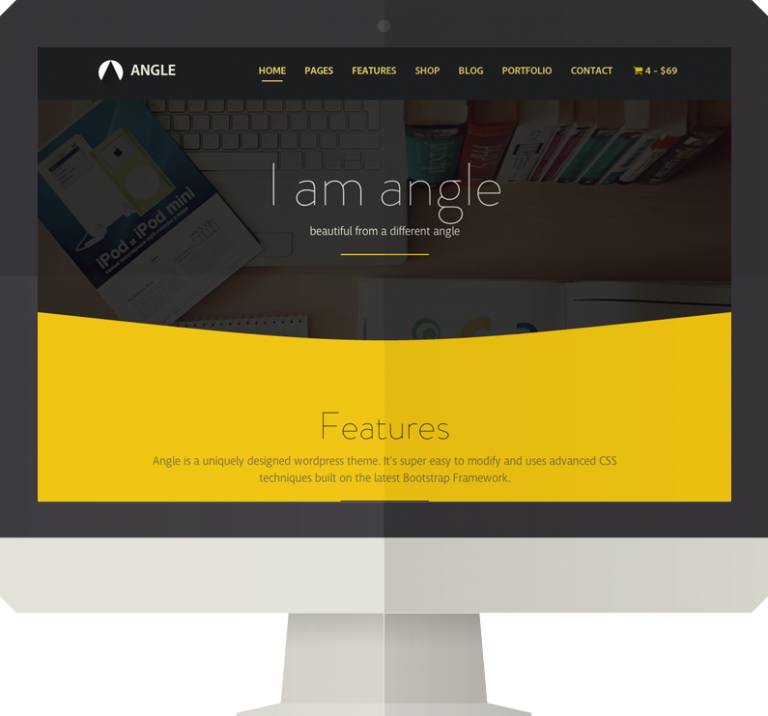 ANGLE
HOME PAGES FEATURES SHOP BLOG PORTFOLIO CONTACT 4 - $69
iPod и iPod mini
I am angle
beautiful from a different angle
Features
Angle is a uniquely designed wordpress theme. It's super easy to modify and uses advanced CSS
techniques built on the latest Bootstrap Framework.